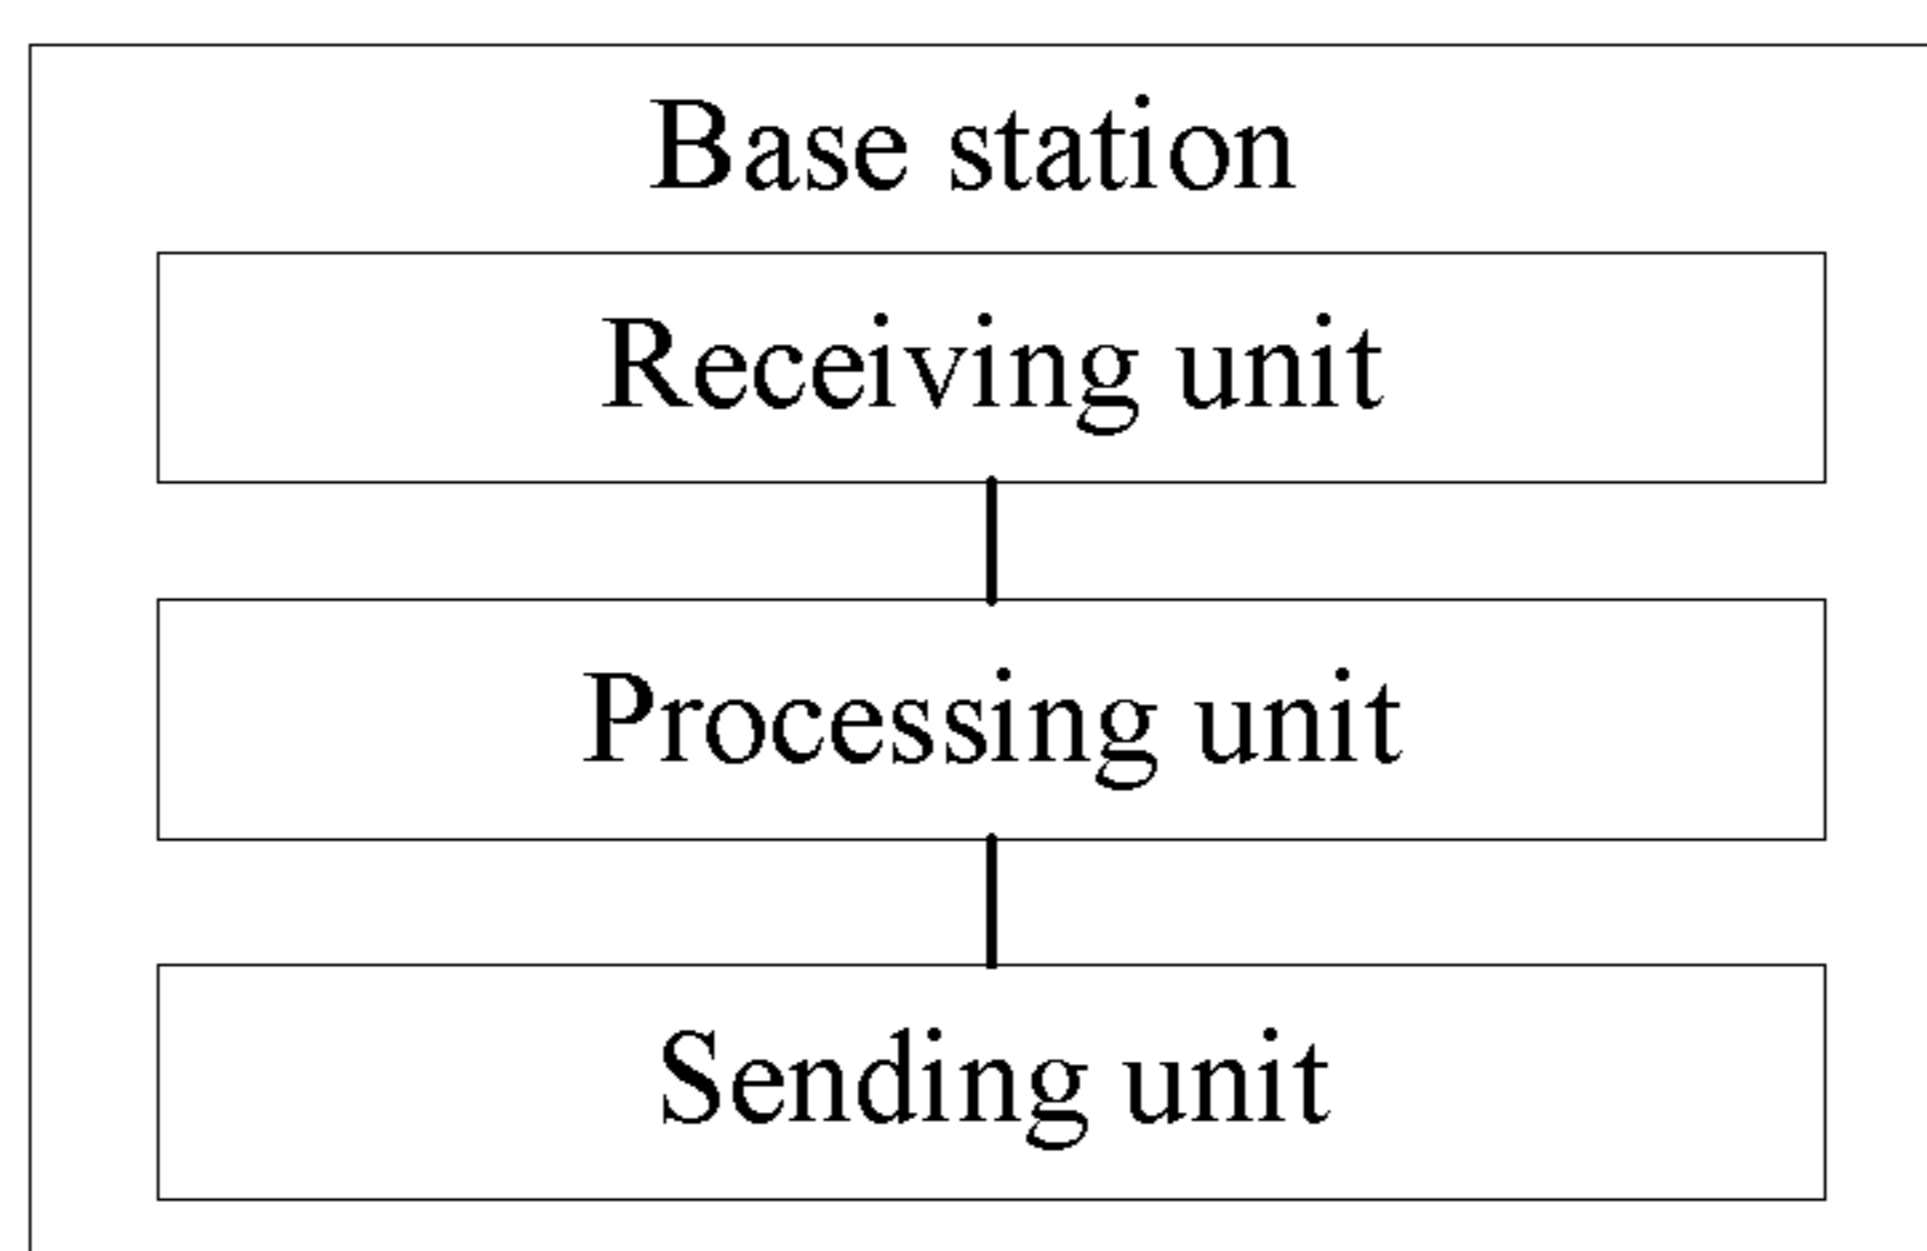 Base station
Receiving unit
Processing unit
Sending unit